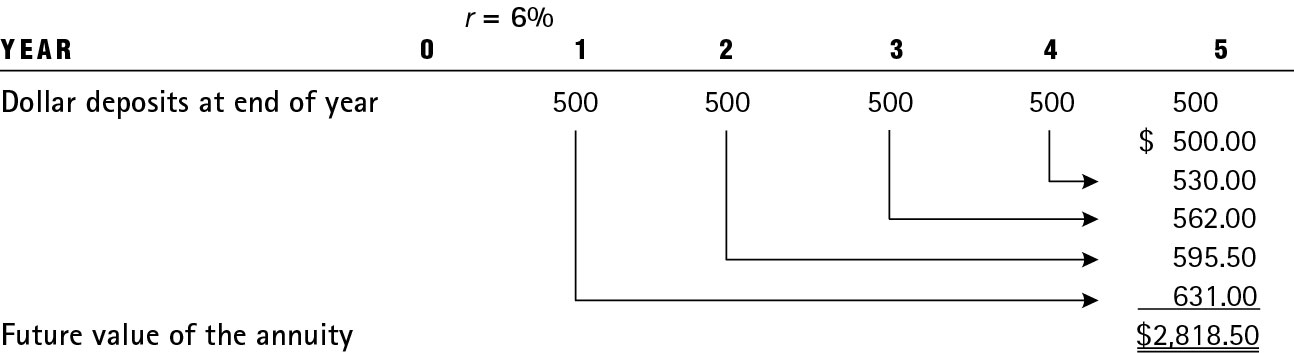 r = 6%
YEAR 0 1 2 3 4 5
Dollar deposits at end of year 500 500 500 500 500
$ 500.00
530.00
562.00
595.50
631.00
Future value of the annuity $2,818.50